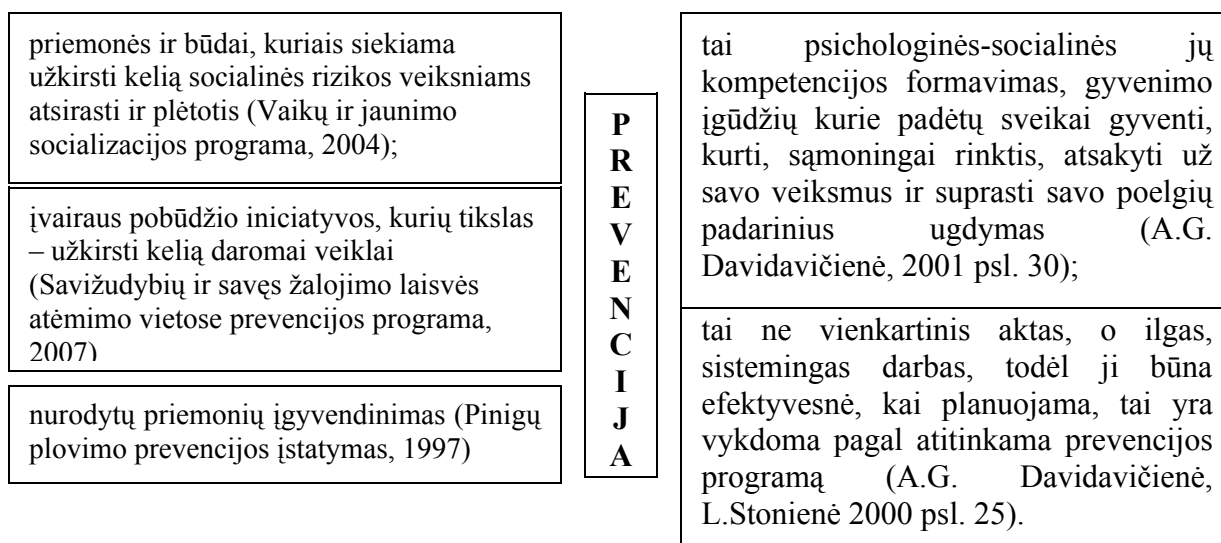 priemonės ir būdai, kuriais siekiama
užkirsti kelią socialinės rizikos veiksniams
atsirasti ir plėtotis (Vaikų ir jaunimo
socializacijos programa, 2004);
įvairaus pobūdžio iniciatyvos, kurių tikslas
– užkirsti kelią daromai veiklai
(Savižudybių ir savęs žalojimo laisvės
atėmimo vietose prevencijos programa,
2007)
nurodytų priemonių įgyvendinimas (Pinigų
plovimo prevencijos įstatymas, 1997)
P
R
E
V
E
N
C
I
J
A
tai psichologinės-socialinės jų
kompetencijos formavimas, gyvenimo
įgūdžių kurie padėtų sveikai gyventi,
kurti, sąmoningai rinktis, atsakyti už
savo veiksmus ir suprasti savo poelgių
padarinius ugdymas (A.G.
Davidavičienė, 2001 psl. 30);
tai ne vienkartinis aktas, o ilgas,
sistemingas darbas, todėl ji būna
efektyvesnė, kai planuojama, tai yra
vykdoma pagal atitinkama prevencijos
programą (A.G. Davidavičienė,
L.Stonienė 2000 psl. 25).